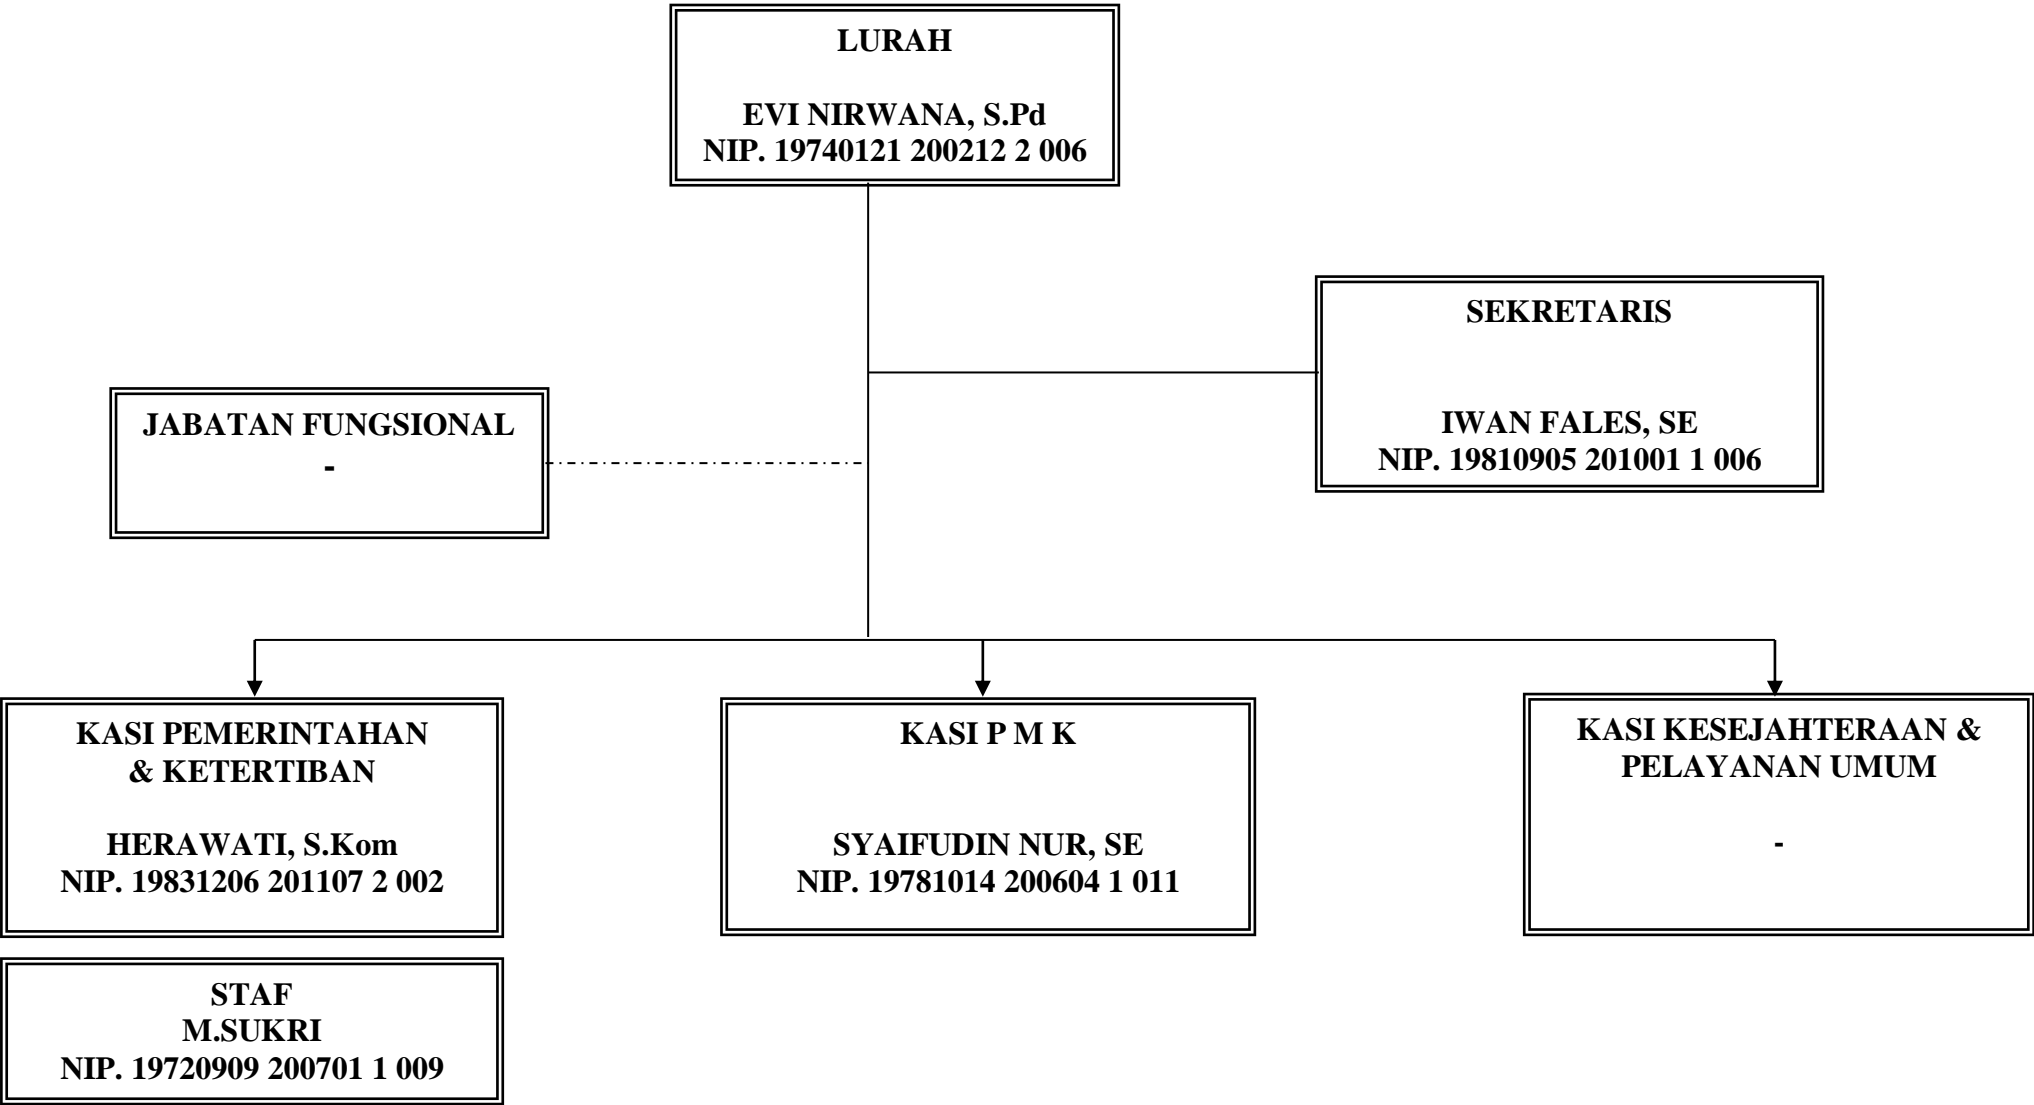 LURAH
EVI NIRWANA, S.Pd
NIP. 19740121 200212 2 006
SEKRETARIS
IWAN FALES, SE
NIP. 19810905 201001 1 006
JABATAN FUNGSIONAL
-
KASI PEMERINTAHAN
& KETERTIBAN
HERAWATI, S.Kom
NIP. 19831206 201107 2 002
KASI P M K
SYAIFUDIN NUR, SE
NIP. 19781014 200604 1 011
KASI KESEJAHTERAAN &
PELAYANAN UMUM
-
STAF
M.SUKRI
NIP. 19720909 200701 1 009